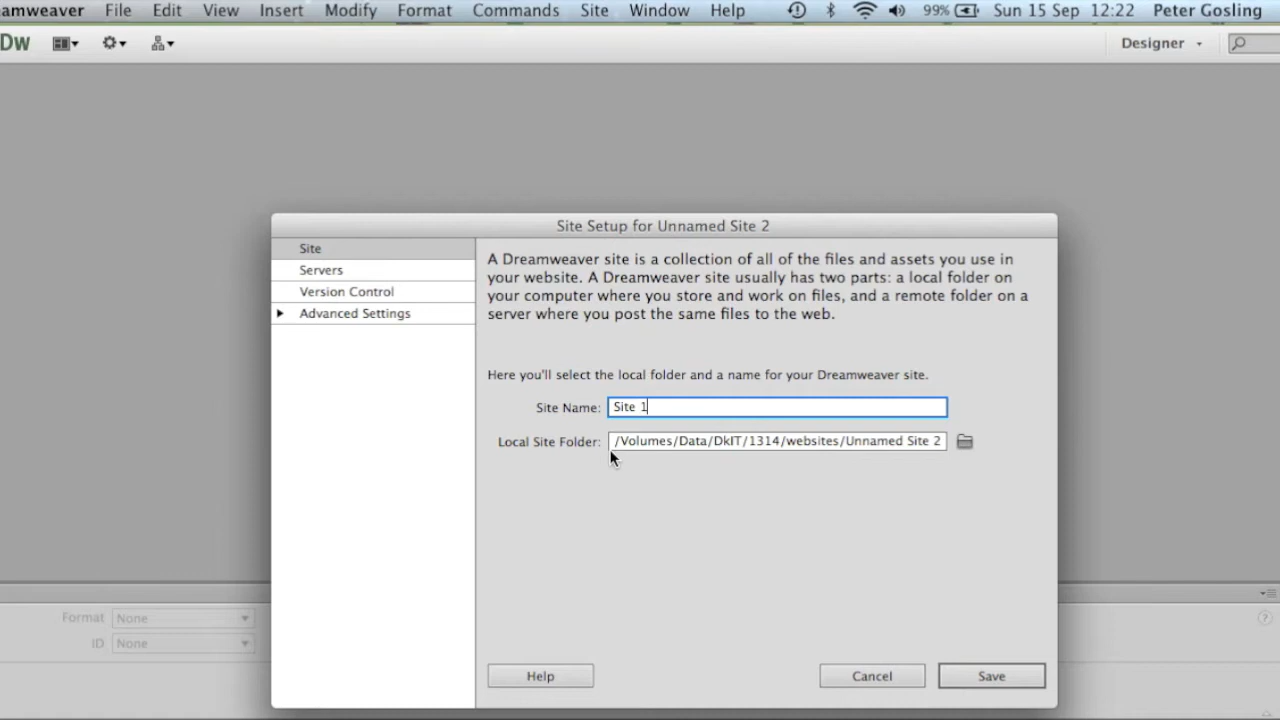 amweaver File Edit View Insert Modify Format Commands Site Window Help 99% Sun 15 Sep 12:22 Peter Gosling
Dw Designer
Site Setup for Unnamed Site 2
Site
Servers
Version Control
Advanced Settings
A Dreamweaver site is a collection of all of the files and assets you use in
your website. A Dreamweaver site usually has two parts: a local folder on
your computer where you store and work on files, and a remote folder on a
server where you post the same files to the web.
Here you'll select the local folder and a name for your Dreamweaver site.
Site Name: Site 1
Local Site Folder: /Volumes/Data/DkIT/1314/websites/Unnamed Site 2
Format None
ID None
?
Help Cancel Save